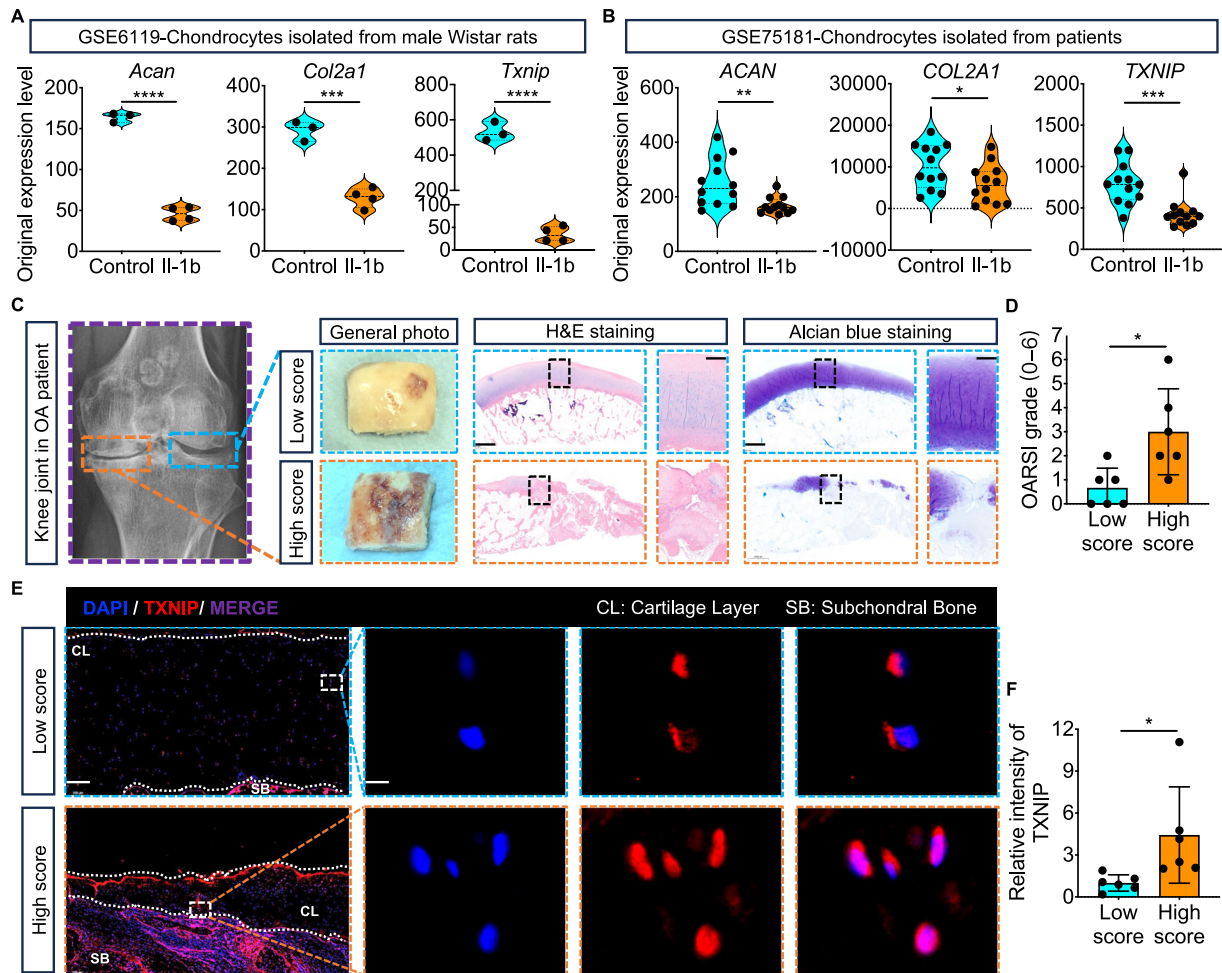 A
GSE6119-Chondrocytes isolated from male Wistar rats
Original expression level
Acan
****
200
150
100
50
0
Control Il-1b
Col2a1
***
400
300
200
100
0
Control Il-1b
Txnip
****
800
600
400
200
200
150
100
50
0
Control Il-1b
B
GSE75181-Chondrocytes isolated from patients
Original expression level
ACAN
**
600
400
200
0
Control Il-1b
COL2A1
*
30000
20000
10000
0
-10000
Control Il-1b
TXNIP
***
2000
1500
1000
500
0
Control Il-1b
C
Knee joint in OA patient
General photo
H&E staining
Alcian blue staining
Low score
High score
D
OARSI grade (0–6)
*
6
5
4
3
2
1
0
Low score
High score
E
DAPI / TXNIP/ MERGE
CL: Cartilage Layer
SB: Subchondral Bone
Low score
CL
SB
High score
CL
SB
F
Relative intensity of TXNIP
*
12
9
6
3
0
Low score
High score